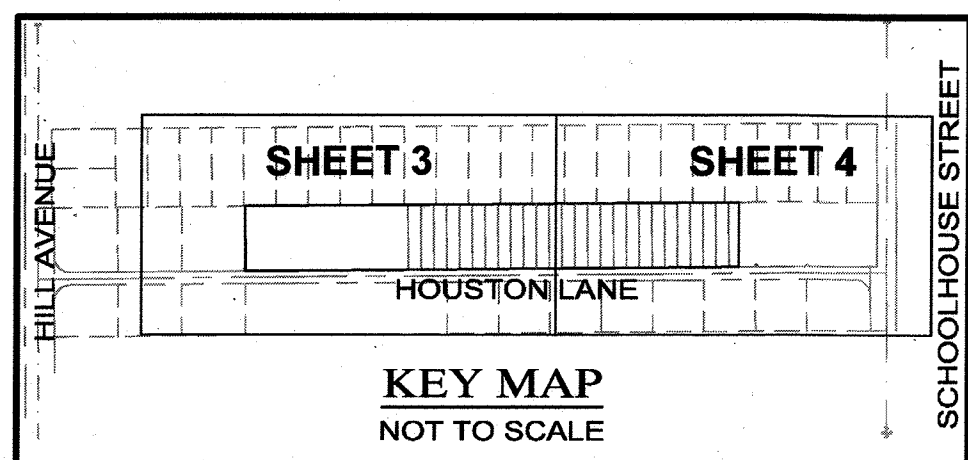 HILL AVENUE
SHEET 3
SHEET 4
SCHOOLHOUSE STREET
HOUSTON LANE
KEY MAP
NOT TO SCALE